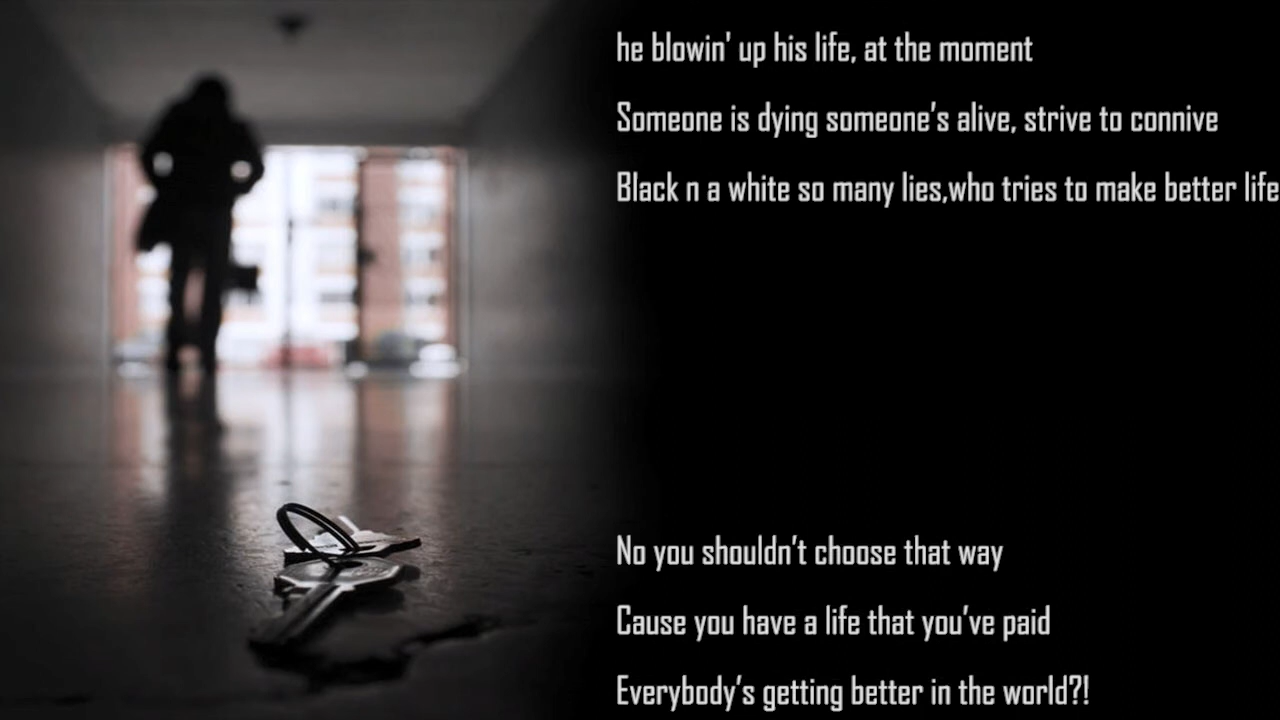 he blowin’ up his life, at the moment
Someone is dying someone’s alive, strive to connive
Black n a white so many lies,who tries to make better life
No you shouldn’t choose that way
Cause you have a life that you’ve paid
Everybody’s getting better in the world?!